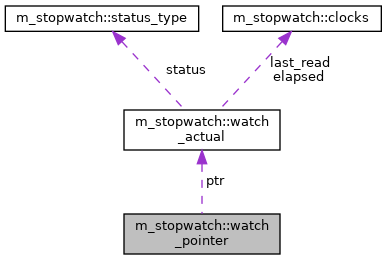 m_stopwatch::status_type
m_stopwatch::clocks
status
last_read
elapsed
m_stopwatch::watch
_actual
ptr
m_stopwatch::watch
_pointer